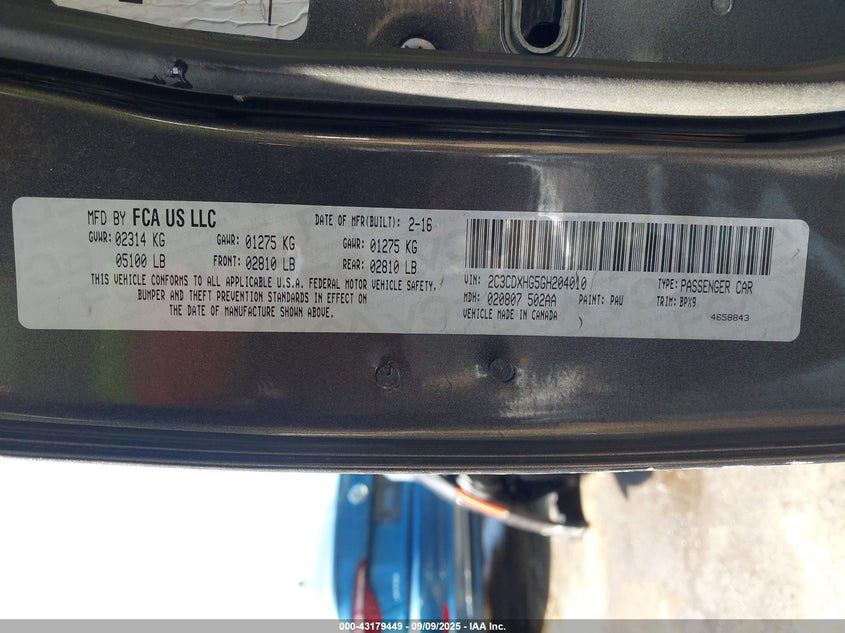 MFD BY FCA US LLC DATE OF MFR(BUILT): 2-16
GVWR: 02314 KG GAWR: 01275 KG GAWR: 01275 KG
05100 LB FRONT: 02810 LB REAR: 02810 LB
THIS VEHICLE CONFORMS TO ALL APPLICABLE U.S.A. FEDERAL MOTOR VEHICLE SAFETY,
BUMPER AND THEFT PREVENTION STANDARDS IN EFFECT ON
THE DATE OF MANUFACTURE SHOWN ABOVE.
VIN: 2C3CDXHG5GH204010 TYPE: PASSENGER CAR
MDH: 020807 502AA PAINT: PAU TRIM: BPX9
VEHICLE MADE IN CANADA 4658843
000-43179449 - 09/09/2025 - IAA Inc.